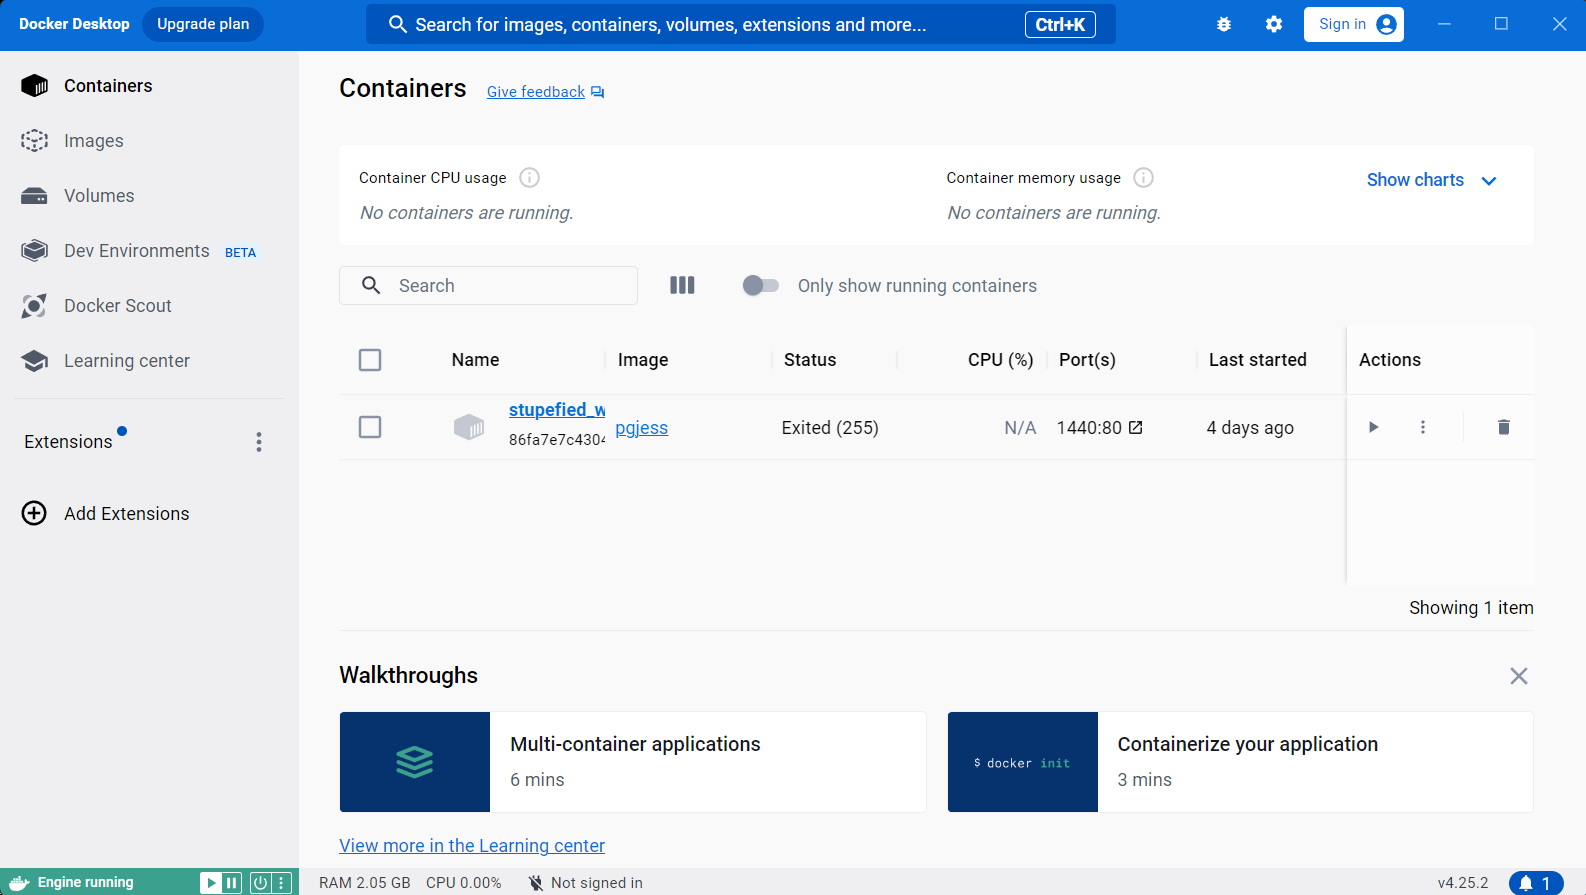 Docker Desktop
Upgrade plan
Search for images, containers, volumes, extensions and more...
Ctrl+K
Sign in
Containers
Images
Volumes
Dev Environments BETA
Docker Scout
Learning center
Extensions
Add Extensions
Containers
Give feedback
Container CPU usage
No containers are running.
Container memory usage
No containers are running.
Show charts
Search
Only show running containers
Name Image Status CPU (%) Port(s) Last started Actions
stupefied_w
86fa7e7c4304
pgjess
Exited (255)
N/A
1440:80
4 days ago
Showing 1 item
Walkthroughs
Multi-container applications
6 mins
$ docker init
Containerize your application
3 mins
View more in the Learning center
Engine running
RAM 2.05 GB CPU 0.00% Not signed in
v4.25.2
1